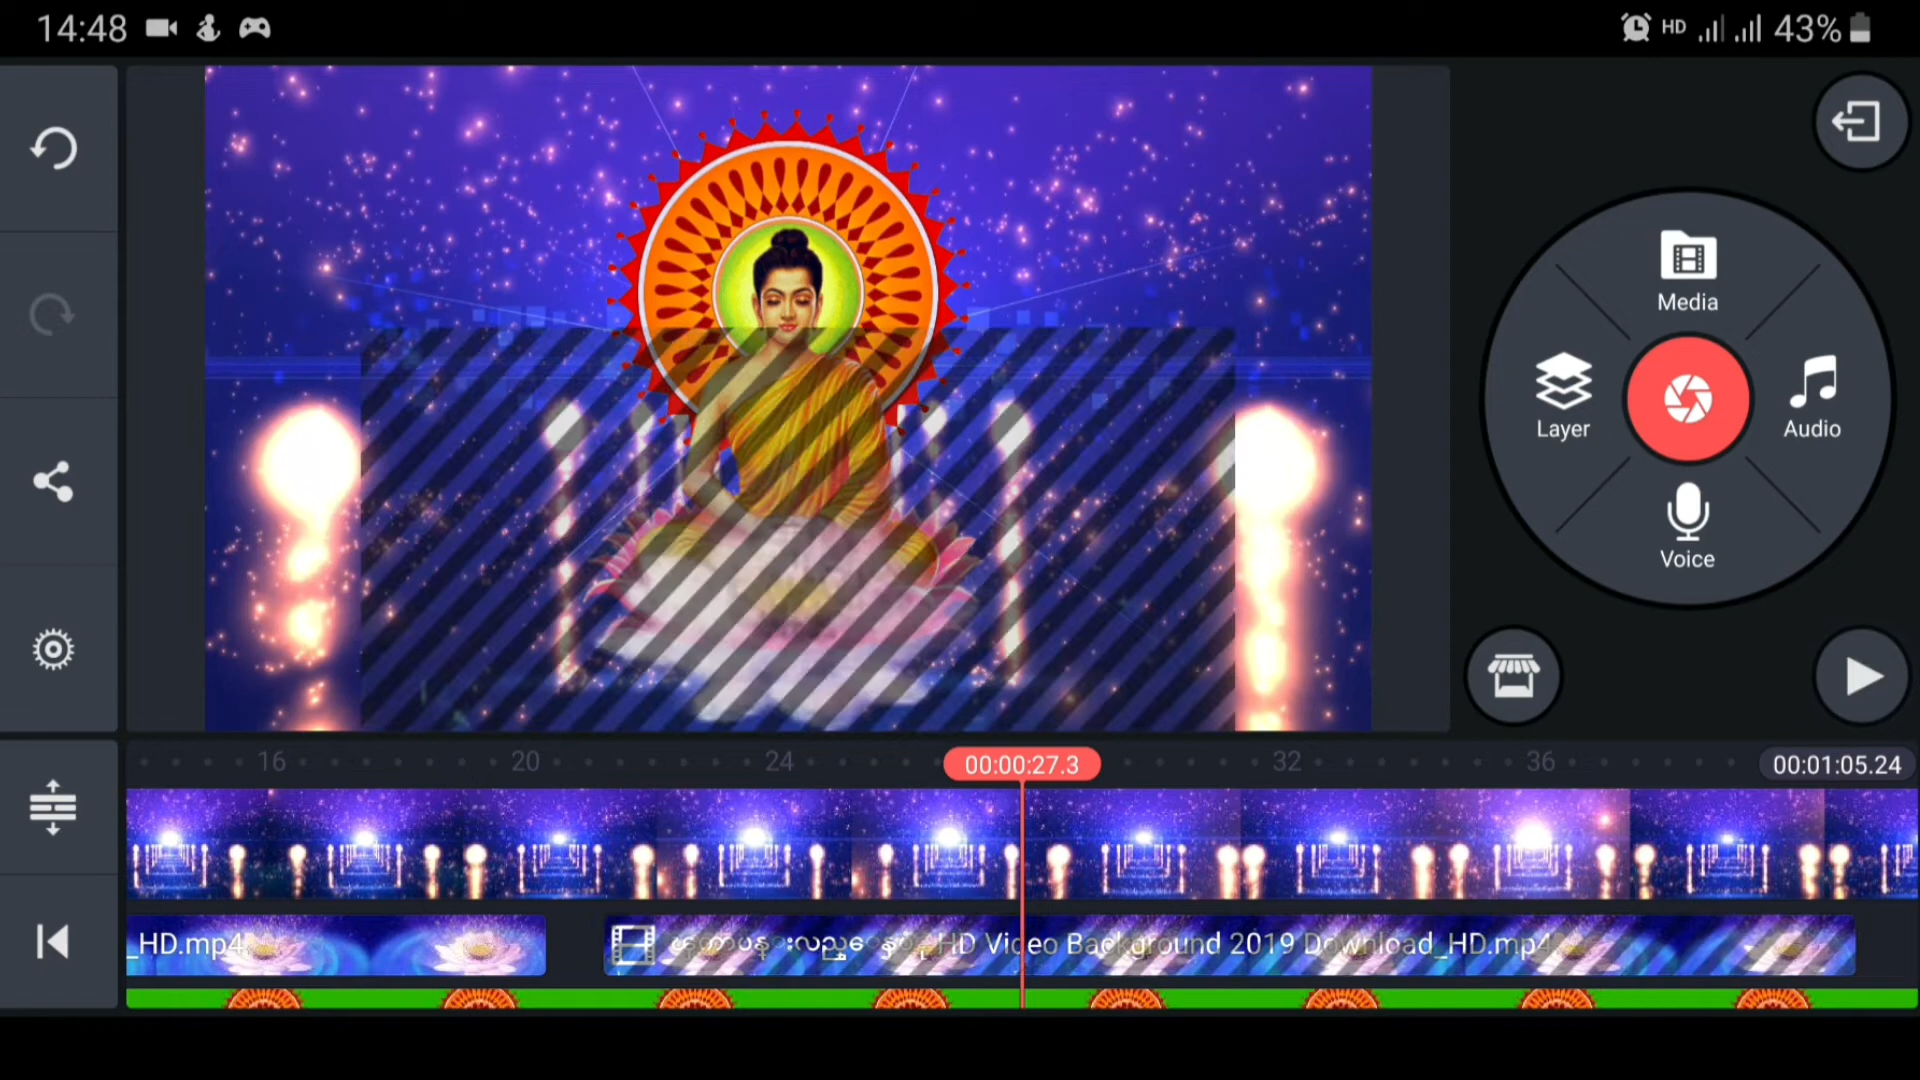 14:48
HD
43%
Media
Layer
Audio
Voice
16
20
24
00:00:27.3
32
36
00:01:05.24
_HD.mp4
HD Video Background 2019 Download_HD.mp4